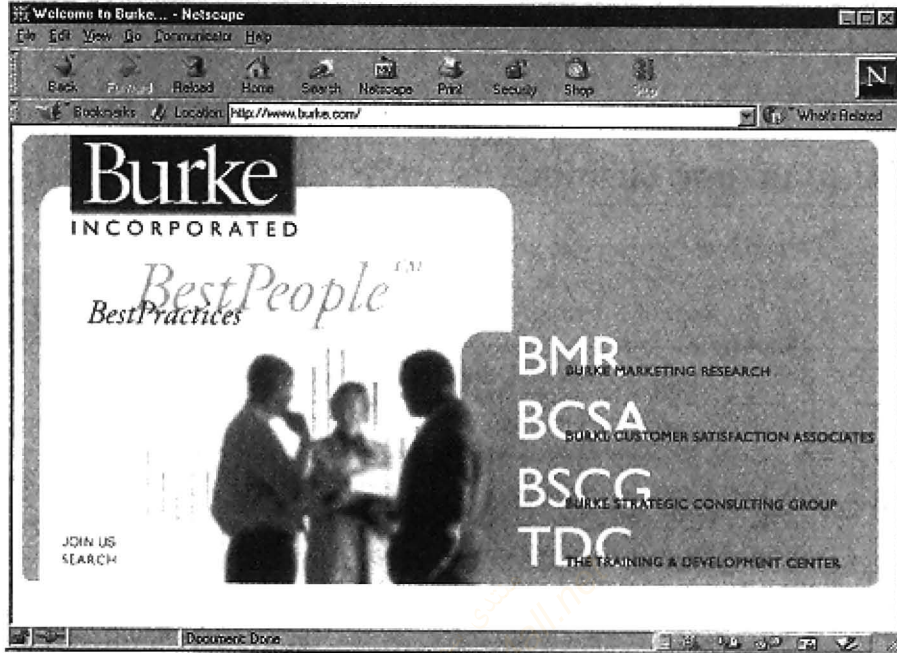 Welcome to Burke... - Netscape
File Edit View Go Communicator Help
Back Forward Reload Home Search Netscape Print Security Shop Stop
Bookmarks Location: http://www.burke.com/ What's Related
N
Burke
INCORPORATED
BestPeople
BestPractices
BMR
BURKE MARKETING RESEARCH
BCSA
BURKE CUSTOMER SATISFACTION ASSOCIATES
BSCG
BURKE STRATEGIC CONSULTING GROUP
TDC
THE TRAINING & DEVELOPMENT CENTER
JOIN US
SEARCH
Document: Done